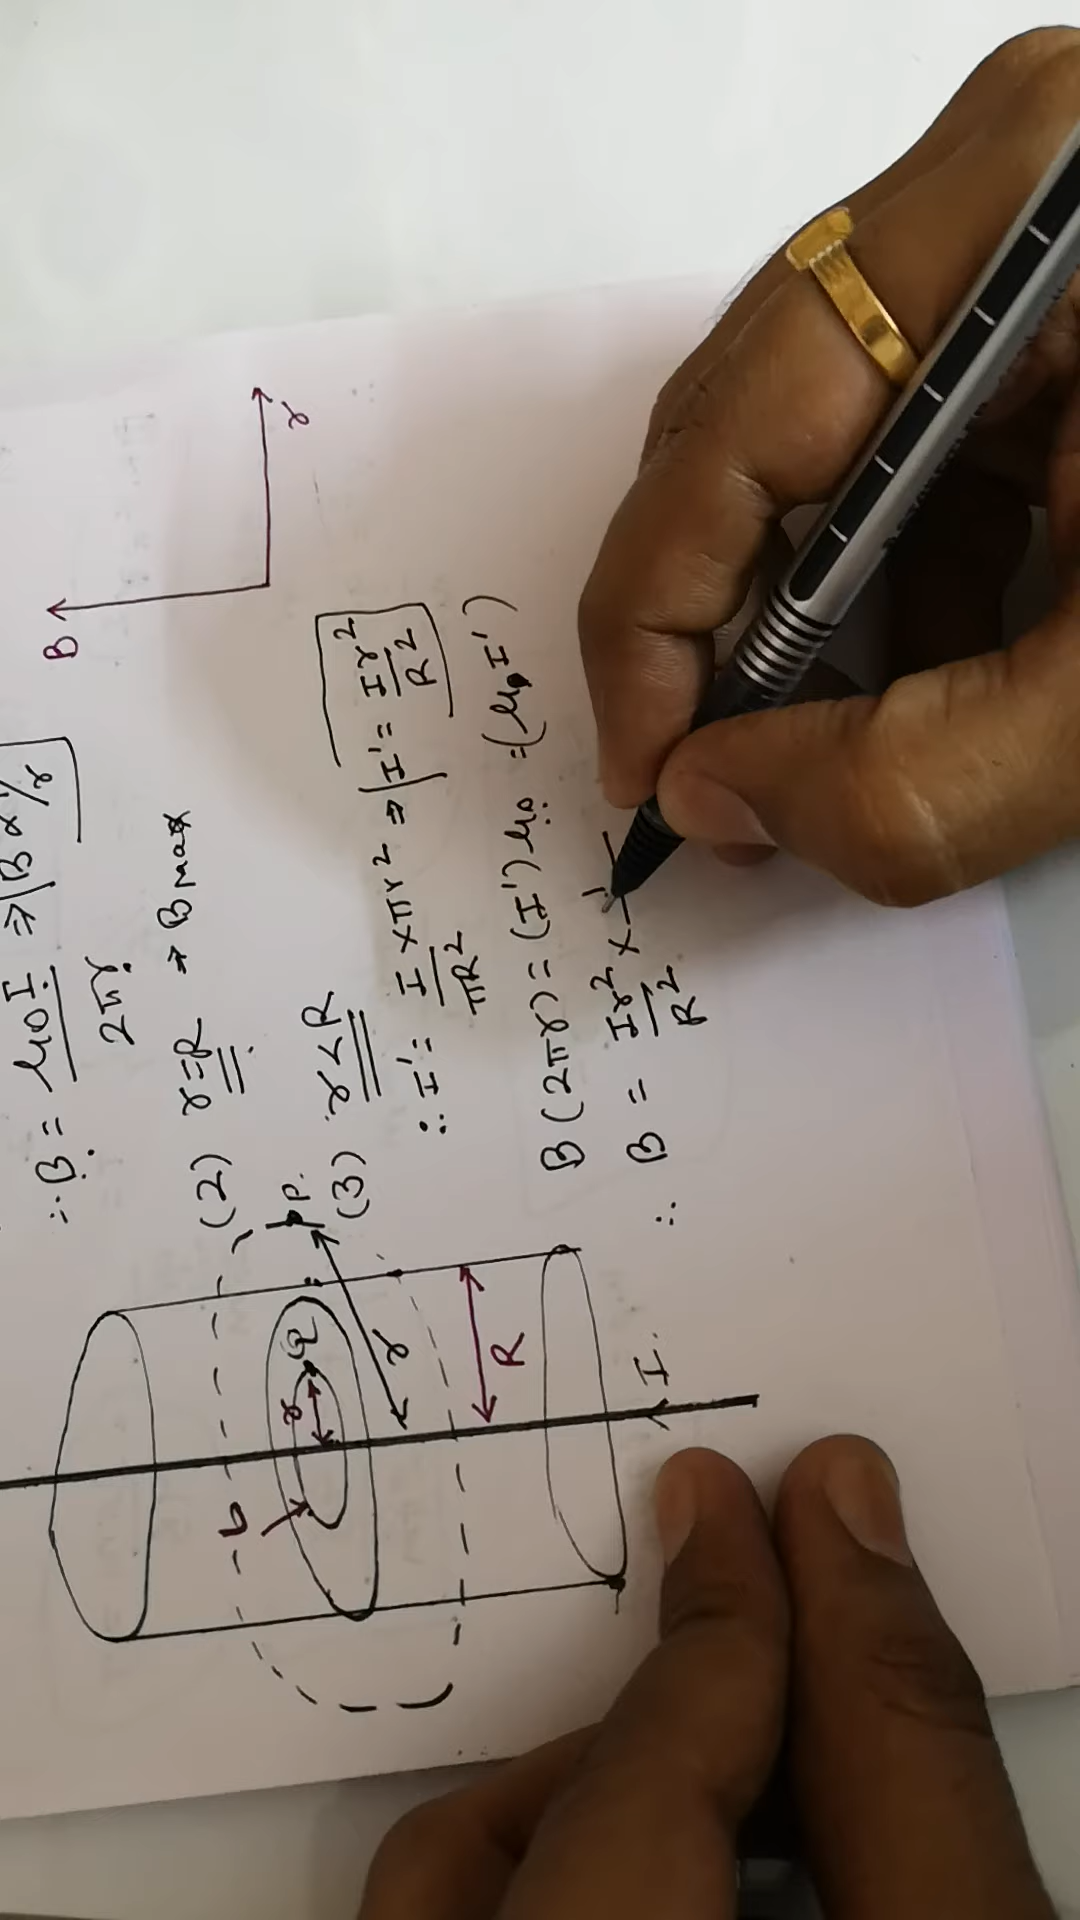 ∴ B = μ0I / 2πr ⇒ B ∝ 1/r
(2) r = R ⇒ Bmax
(3) r < R
∴ I' = I / πR² × πr² ⇒ I' = Ir² / R²
B(2πr) = (I')μ0 = (μ0I')
∴ B = Ir² / R² ×
B
r
P.
r
Q
b
r
R
I.